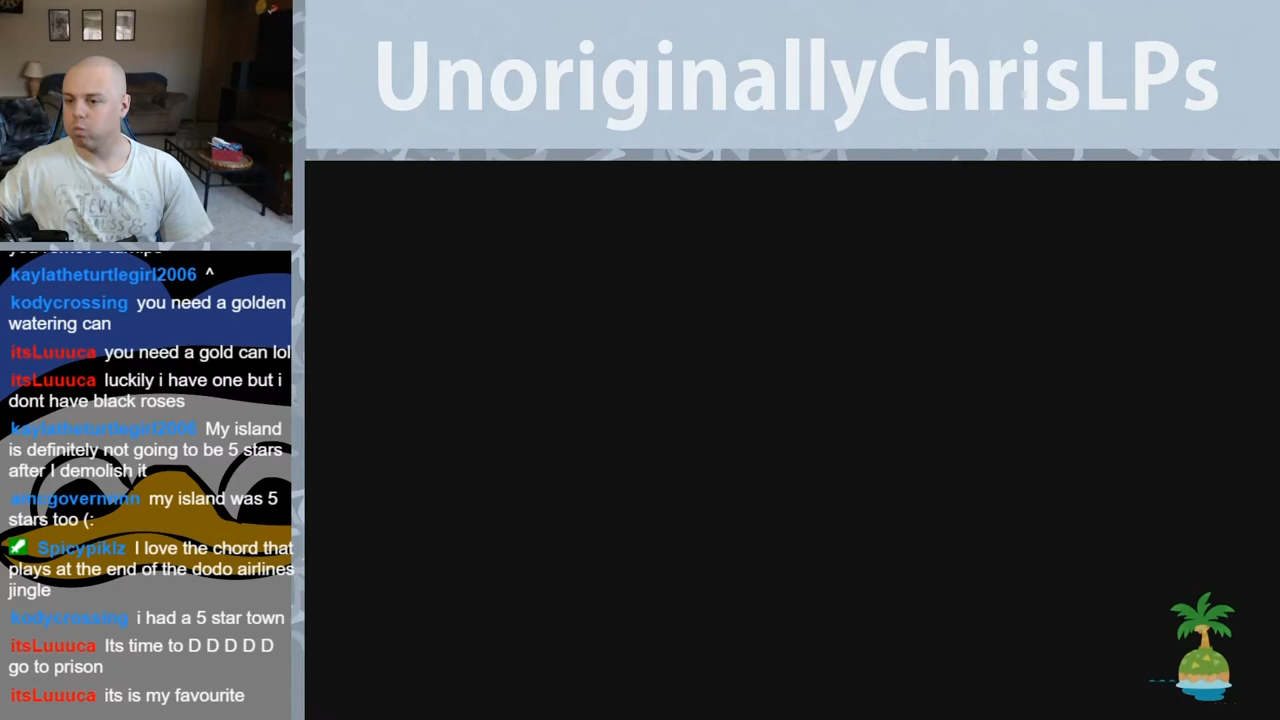 UnoriginallyChrisLPs
kaylatheturtlegirl2006 ^
kodycrossing you need a golden
watering can
itsLuuuca you need a gold can lol
itsLuuuca luckily i have one but i
dont have black roses
kaylatheturtlegirl2006 My island
is definitely not going to be 5 stars
after I demolish it
my island was 5
stars too (:
Spicypiklz I love the chord that
plays at the end of the dodo airlines
jingle
kodycrossing i had a 5 star town
itsLuuuca Its time to D D D D D
go to prison
itsLuuuca its is my favourite